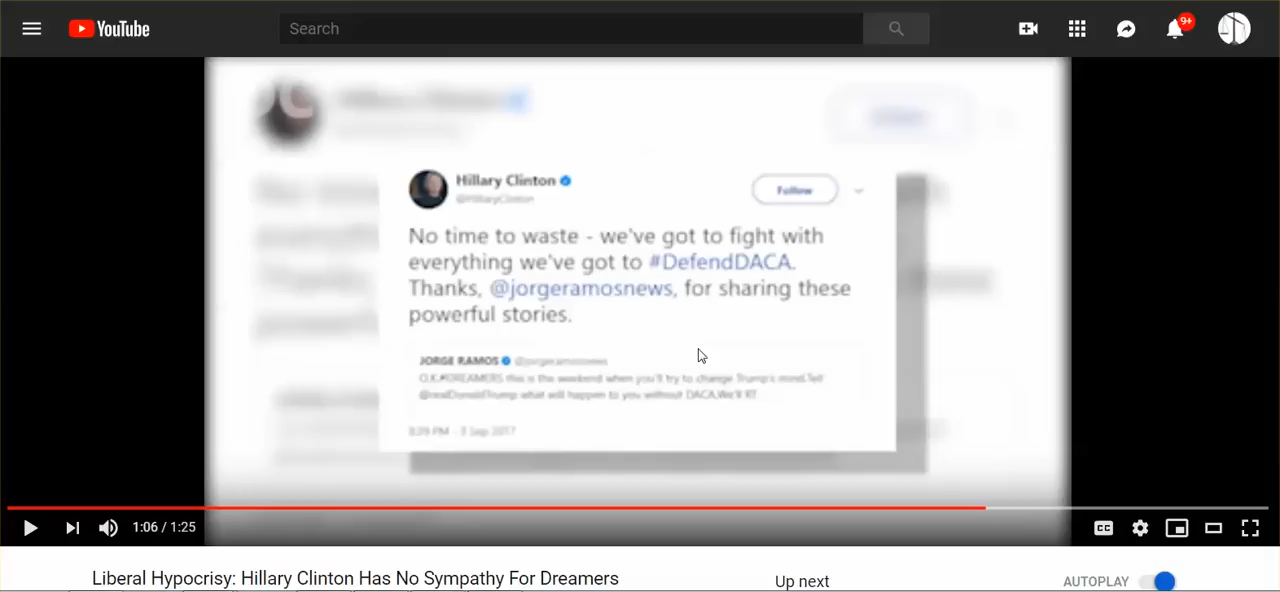 YouTube
Search
9+
Hillary Clinton
@HillaryClinton
Follow
No time to waste - we've got to fight with
everything we've got to #DefendDACA.
Thanks, @jorgeramosnews, for sharing these
powerful stories.
JORGE RAMOS @jorgeramosnews
O.K.#DREAMERS this is the weekend when you'll try to change Trump's mind.Tell
@realDonaldTrump what will happen to you without DACA.We'll RT
8:39 PM - 3 Sep 2017
1:06 / 1:25
CC
Liberal Hypocrisy: Hillary Clinton Has No Sympathy For Dreamers
Up next
AUTOPLAY